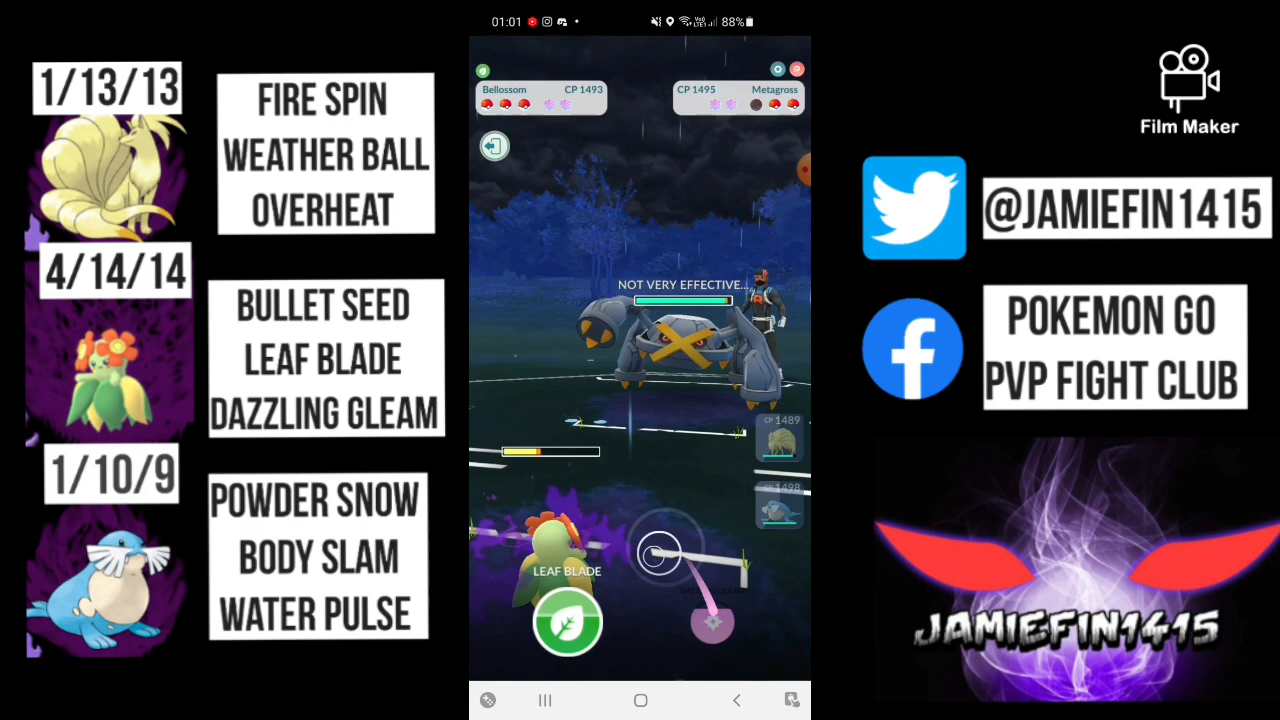 1/13/13
FIRE SPIN
WEATHER BALL
OVERHEAT
4/14/14
BULLET SEED
LEAF BLADE
DAZZLING GLEAM
1/10/9
POWDER SNOW
BODY SLAM
WATER PULSE
01:01
88%
Bellossom CP 1493
CP 1495 Metagross
NOT VERY EFFECTIVE...
R
CP 1489
CP 1498
LEAF BLADE
DAZZLING GLEAM
Film Maker
@JAMIEFIN1415
POKEMON GO
PVP FIGHT CLUB
JAMIEFIN1415